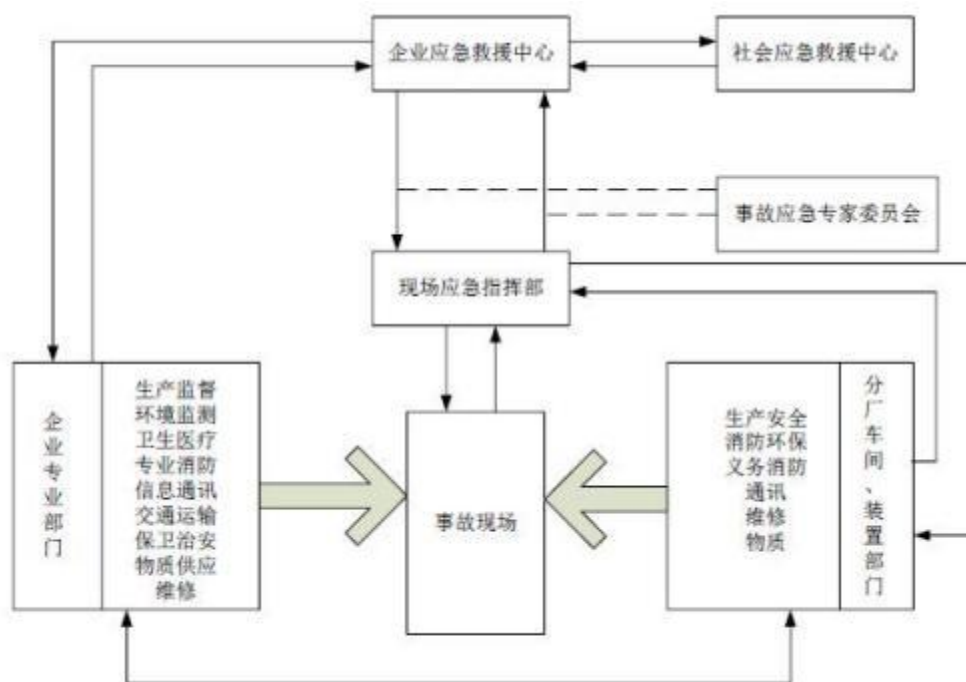 企业应急救援中心
社会应急救援中心
事故应急专家委员会
现场应急指挥部
企业专业部门
生产监督
环境监测
卫生医疗
专业消防
信息通讯
交通运输
保卫治安
物质供应
维修
事故现场
生产安全
消防环保
义务消防
通讯
维修
物质
分厂车间、装置部门